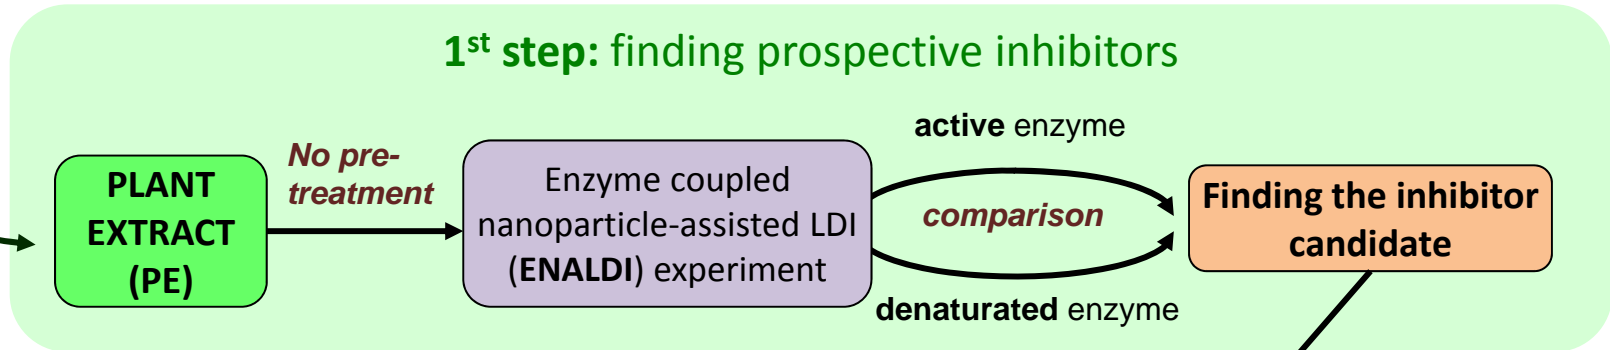 1st step: finding prospective inhibitors
active enzyme
No pre-
treatment
PLANT
EXTRACT
(PE)
Enzyme coupled
nanoparticle-assisted LDI
(ENALDI) experiment
comparison
Finding the inhibitor
candidate
denaturated enzyme